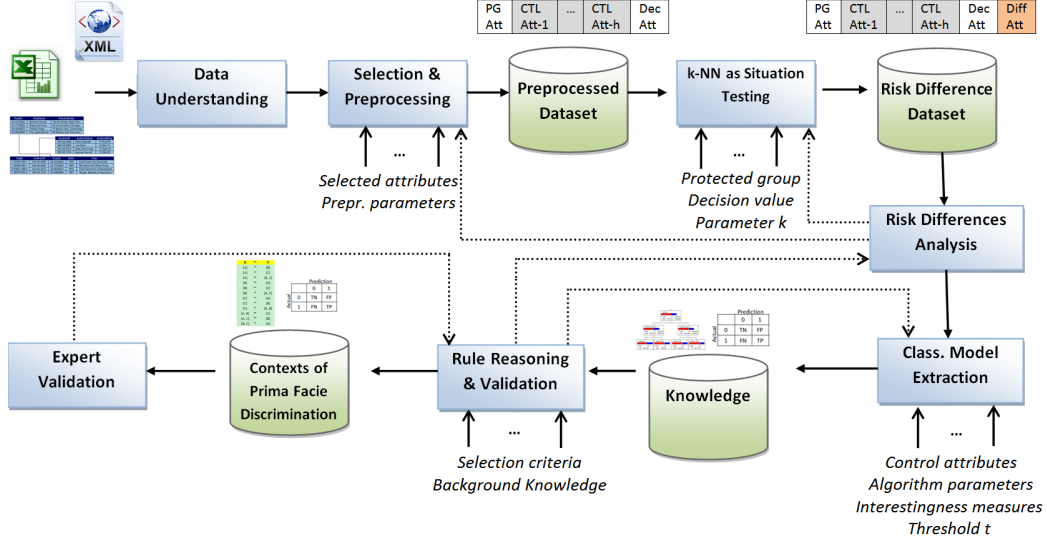 XML
PG Att
CTL Att-1
...
CTL Att-h
Dec Att
PG Att
CTL Att-1
...
CTL Att-h
Dec Att
Diff Att
Data
Understanding
Selection &
Preprocessing
Preprocessed
Dataset
k-NN as Situation
Testing
Risk Difference
Dataset
...
Selected attributes
Prepr. parameters
...
Protected group
Decision value
Parameter k
Risk Differences
Analysis
Prediction
0 1
Actual
0 TN FP
1 FN TP
Prediction
0 1
Actual
0 TN FP
1 FN TP
Expert
Validation
Contexts of
Prima Facie
Discrimination
Rule Reasoning
& Validation
Knowledge
Class. Model
Extraction
...
Selection criteria
Background Knowledge
...
Control attributes
Algorithm parameters
Interestingness measures
Threshold t